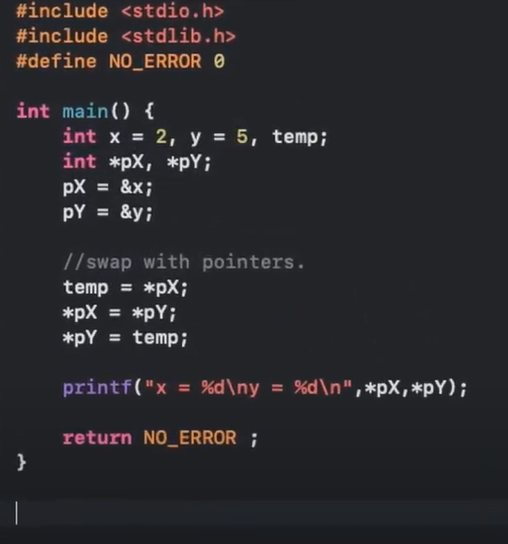 #include <stdio.h>
#include <stdlib.h>
#define NO_ERROR 0
int main() {
int x = 2, y = 5, temp;
int *pX, *pY;
pX = &x;
pY = &y;
//swap with pointers.
temp = *pX;
*pX = *pY;
*pY = temp;
printf("x = %d\ny = %d\n",*pX,*pY);
return NO_ERROR ;
}